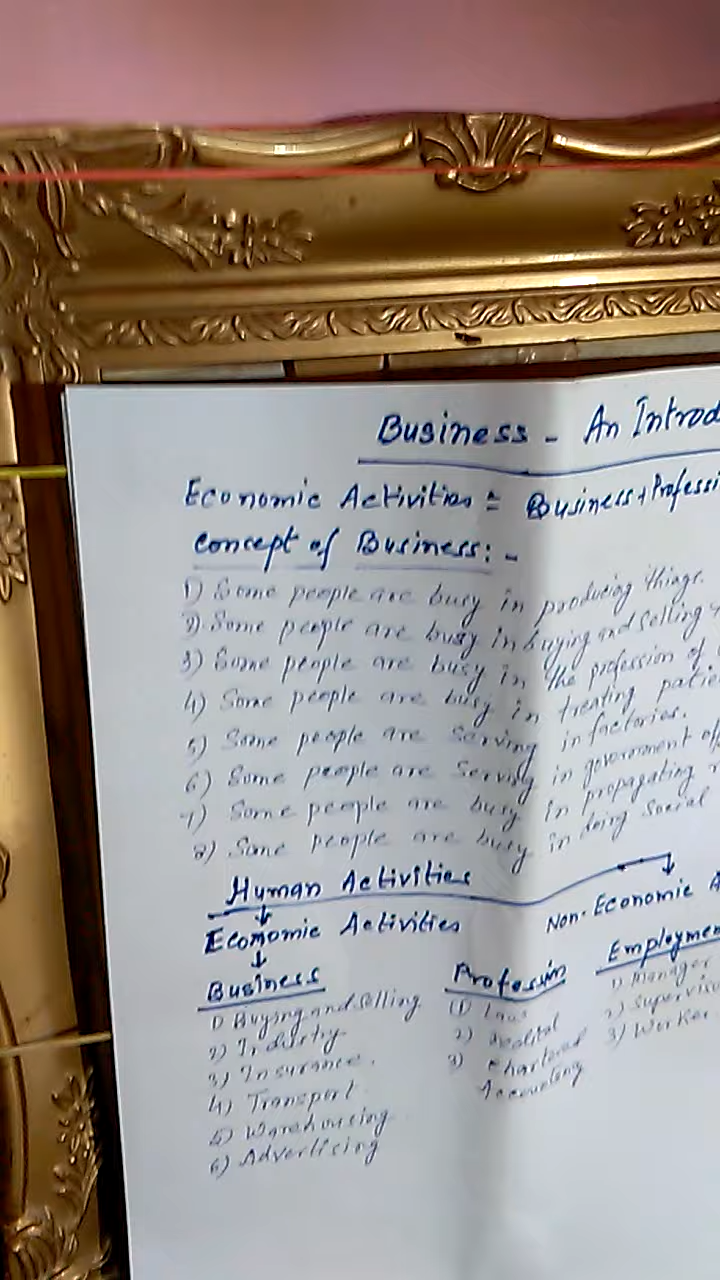 Business - An Introd
Economic Activities = Business + Professi
Concept of Business: -
1) Some people are busy in producing things.
2) Some people are busy in buying and selling
3) Some people are busy in the profession of
4) Some people are busy in treating patie
5) Some people are serving in factories.
6) Some people are serving in government of
7) Some people are busy in propagating
8) Some people are busy in doing social
Human Activities
Economic Activities Non-Economic A
Business Profession Employmen
1) Buying and selling (1) Law 1) Manager
2) Industry 2) Medical 2) Superviso
3) Insurance. 3) Chartered Accounting 3) Worker
4) Transport
5) Warehousing
6) Advertising